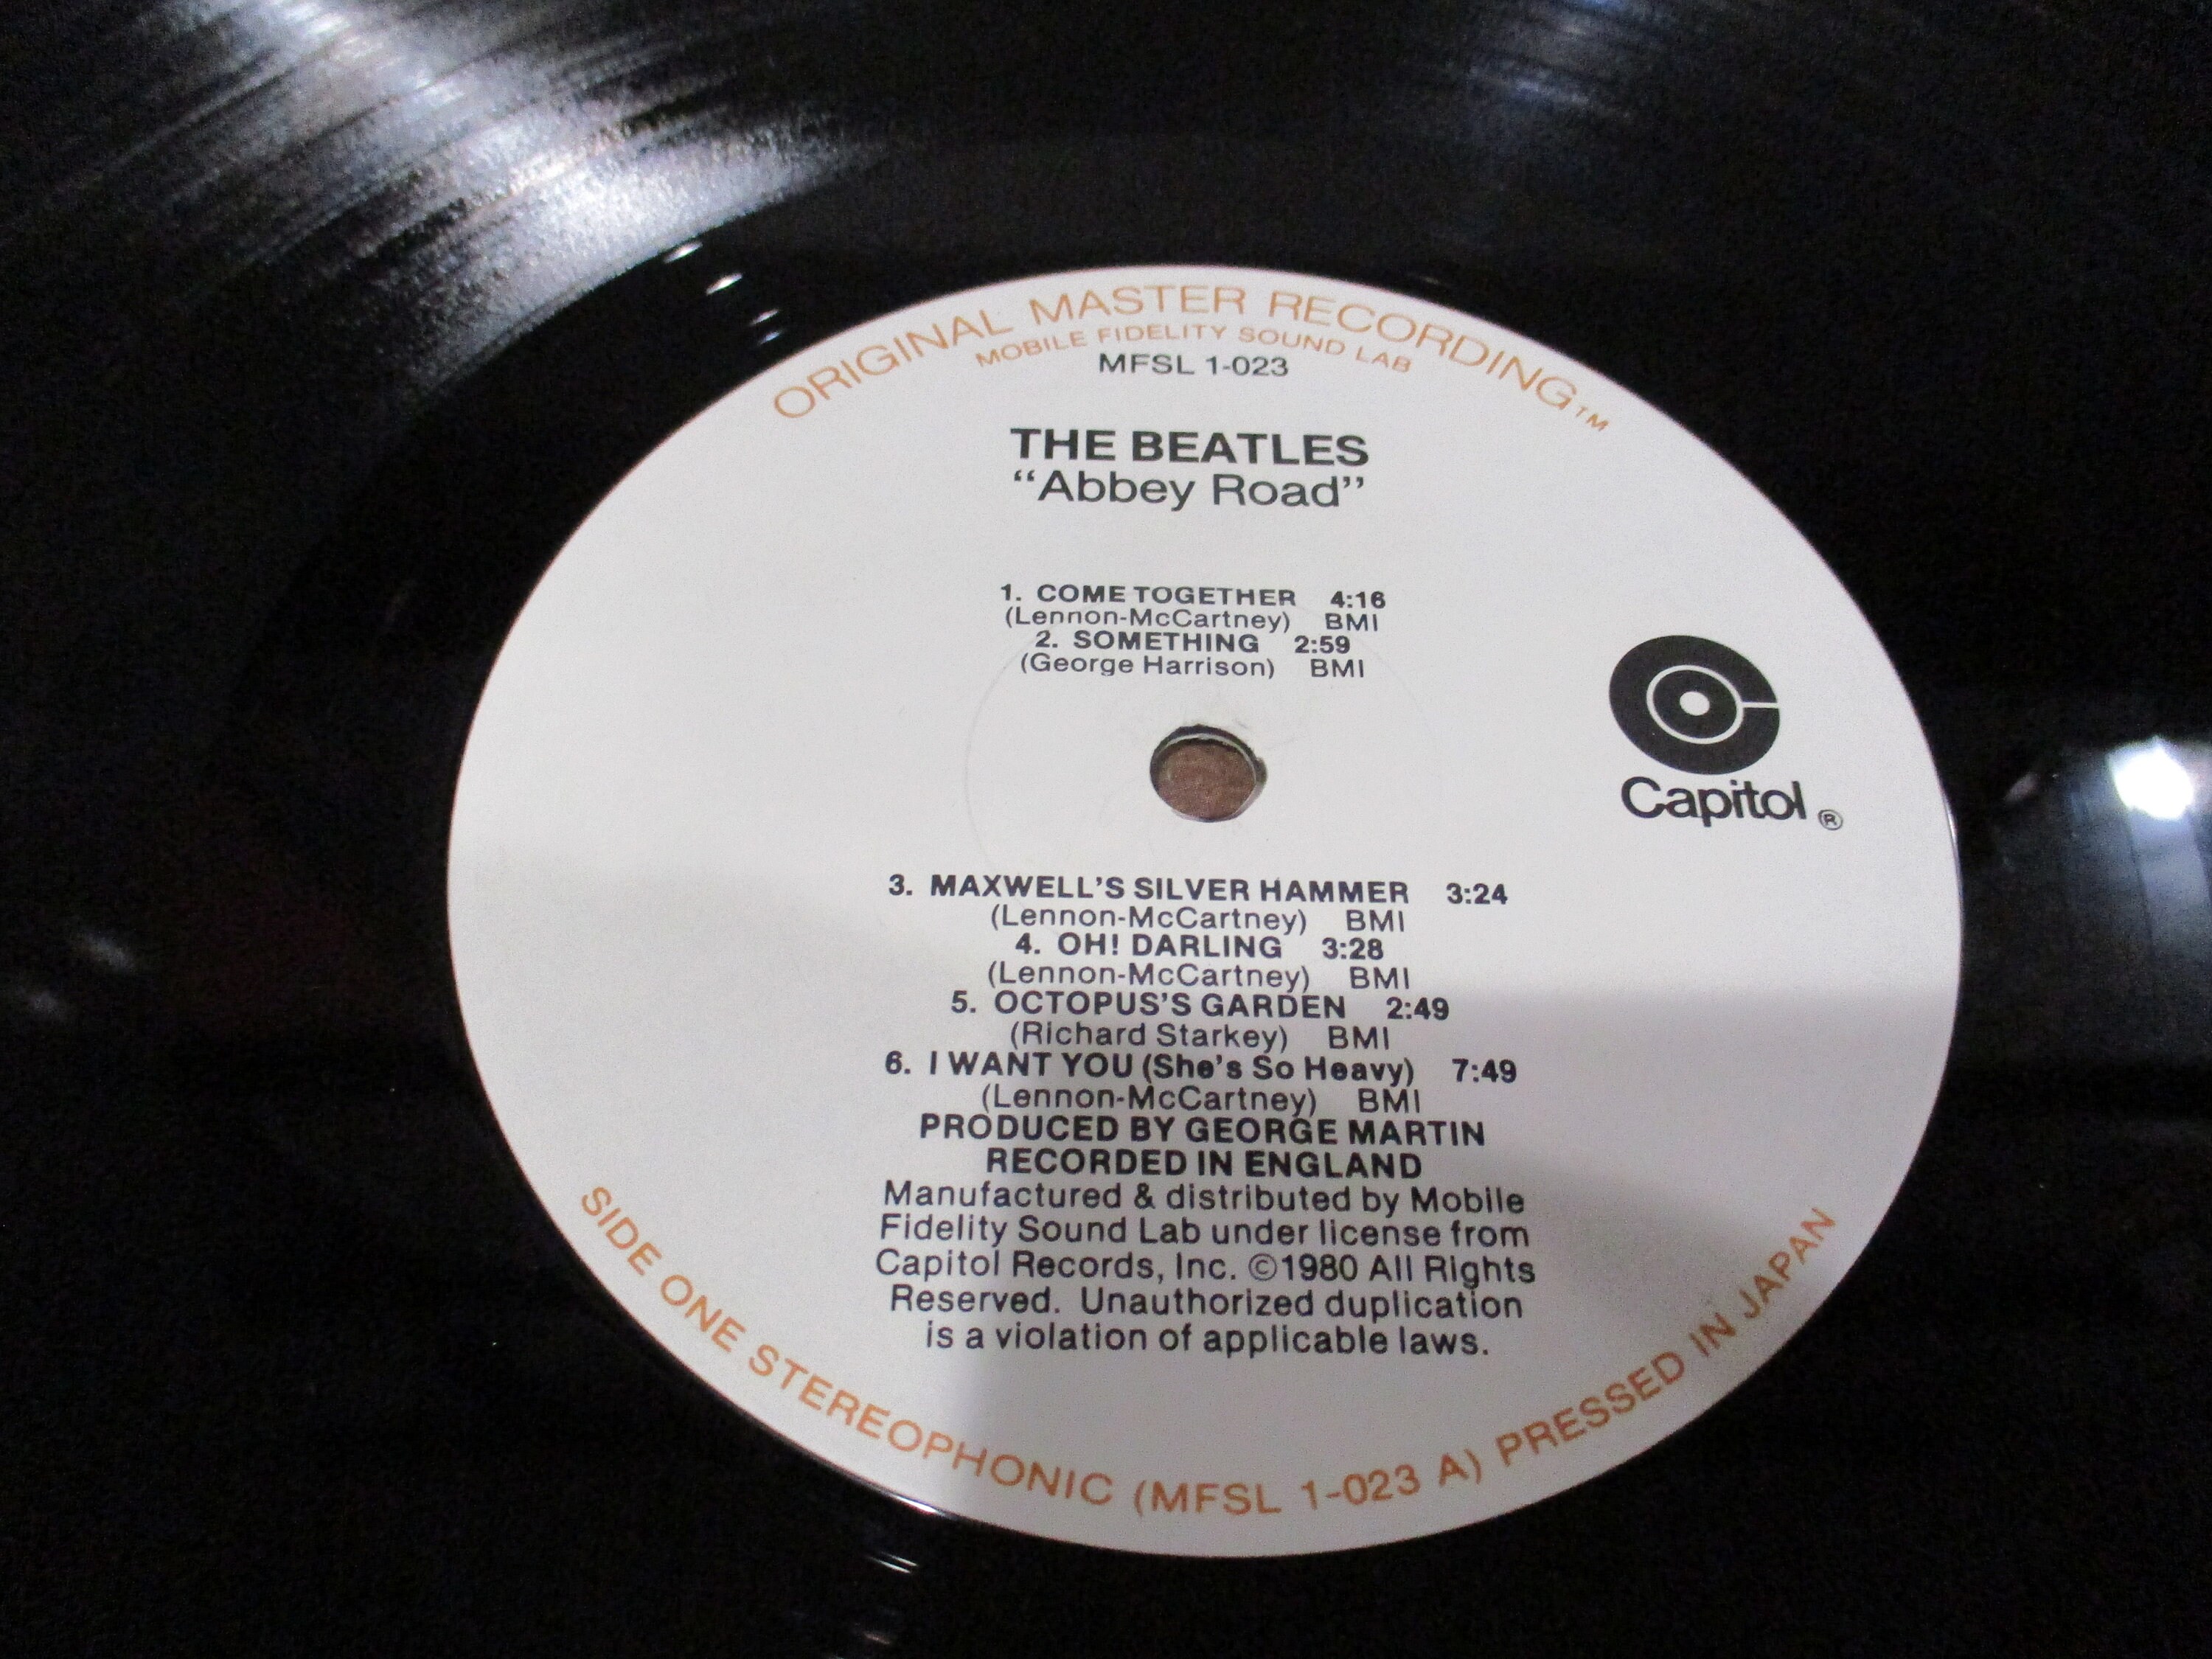 ORIGINAL MASTER RECORDING™
MOBILE FIDELITY SOUND LAB
MFSL 1-023
THE BEATLES
“Abbey Road”
1. COME TOGETHER 4:16
(Lennon-McCartney) BMI
2. SOMETHING 2:59
(George Harrison) BMI
Capitol ®
3. MAXWELL’S SILVER HAMMER 3:24
(Lennon-McCartney) BMI
4. OH! DARLING 3:28
(Lennon-McCartney) BMI
5. OCTOPUS’S GARDEN 2:49
(Richard Starkey) BMI
6. I WANT YOU (She’s So Heavy) 7:49
(Lennon-McCartney) BMI
PRODUCED BY GEORGE MARTIN
RECORDED IN ENGLAND
Manufactured & distributed by Mobile
Fidelity Sound Lab under license from
Capitol Records, Inc. ©1980 All Rights
Reserved. Unauthorized duplication
is a violation of applicable laws.
SIDE ONE STEREOPHONIC (MFSL 1-023 A) PRESSED IN JAPAN